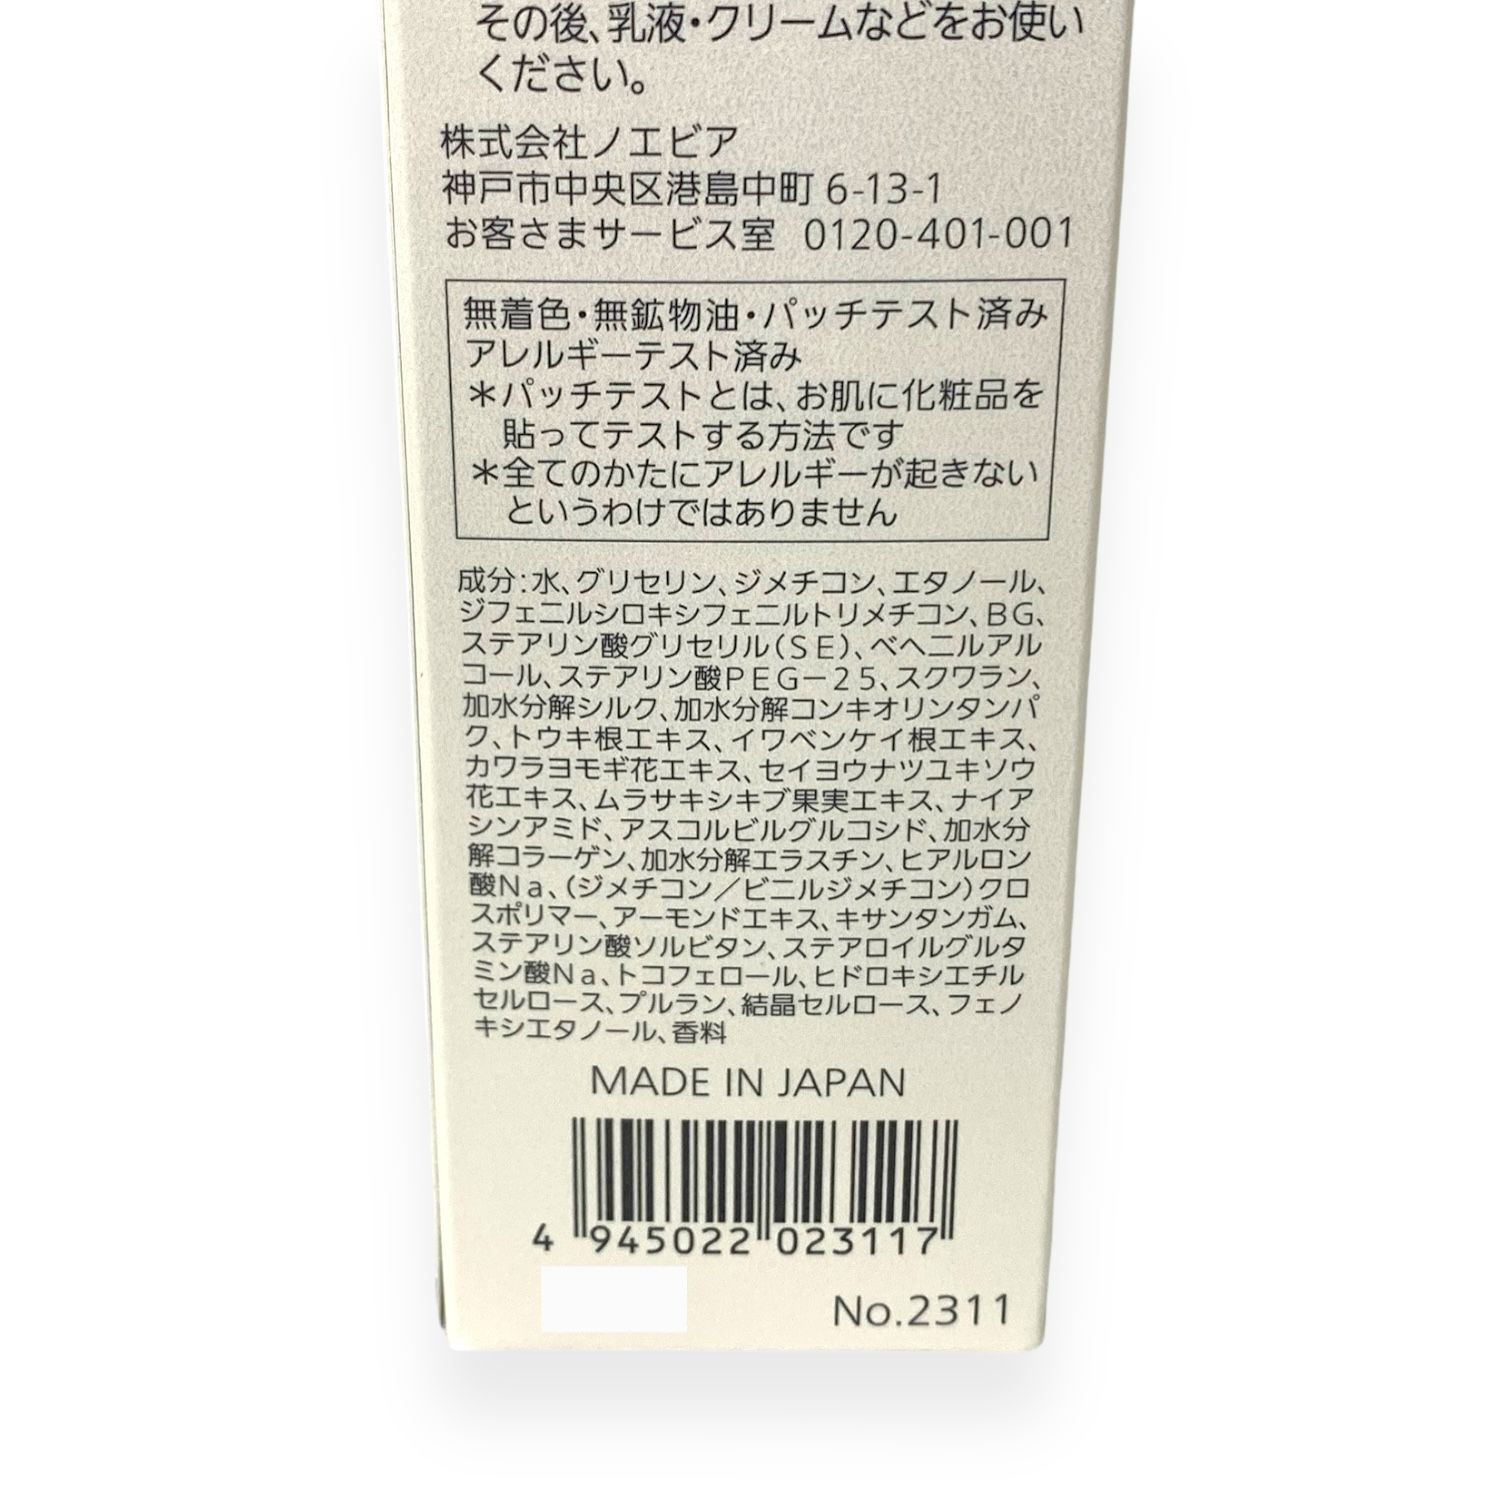 その後、乳液・クリームなどをお使い
ください。
株式会社ノエビア
神戸市中央区港島中町6-13-1
お客さまサービス室 0120-401-001
無着色・無鉱物油・パッチテスト済み
アレルギーテスト済み
＊パッチテストとは、お肌に化粧品を
貼ってテストする方法です
＊全てのかたにアレルギーが起きない
というわけではありません
成分：水、グリセリン、ジメチコン、エタノール、
ジフェニルシロキシフェニルトリメチコン、BG、
ステアリン酸グリセリル（SE）、ベヘニルアル
コール、ステアリン酸PEG－25、スクワラン、
加水分解シルク、加水分解コンキオリンタンパ
ク、トウキ根エキス、イワベンケイ根エキス、
カワラヨモギ花エキス、セイヨウナツユキソウ
花エキス、ムラサキシキブ果実エキス、ナイア
シンアミド、アスコルビルグルコシド、加水分
解コラーゲン、加水分解エラスチン、ヒアルロン
酸Na、（ジメチコン／ビニルジメチコン）クロ
スポリマー、アーモンドエキス、キサンタンガム、
ステアリン酸ソルビタン、ステアロイルグルタ
ミン酸Na、トコフェロール、ヒドロキシエチル
セルロース、プルラン、結晶セルロース、フェノ
キシエタノール、香料
MADE IN JAPAN
4 945022 023117
No.2311